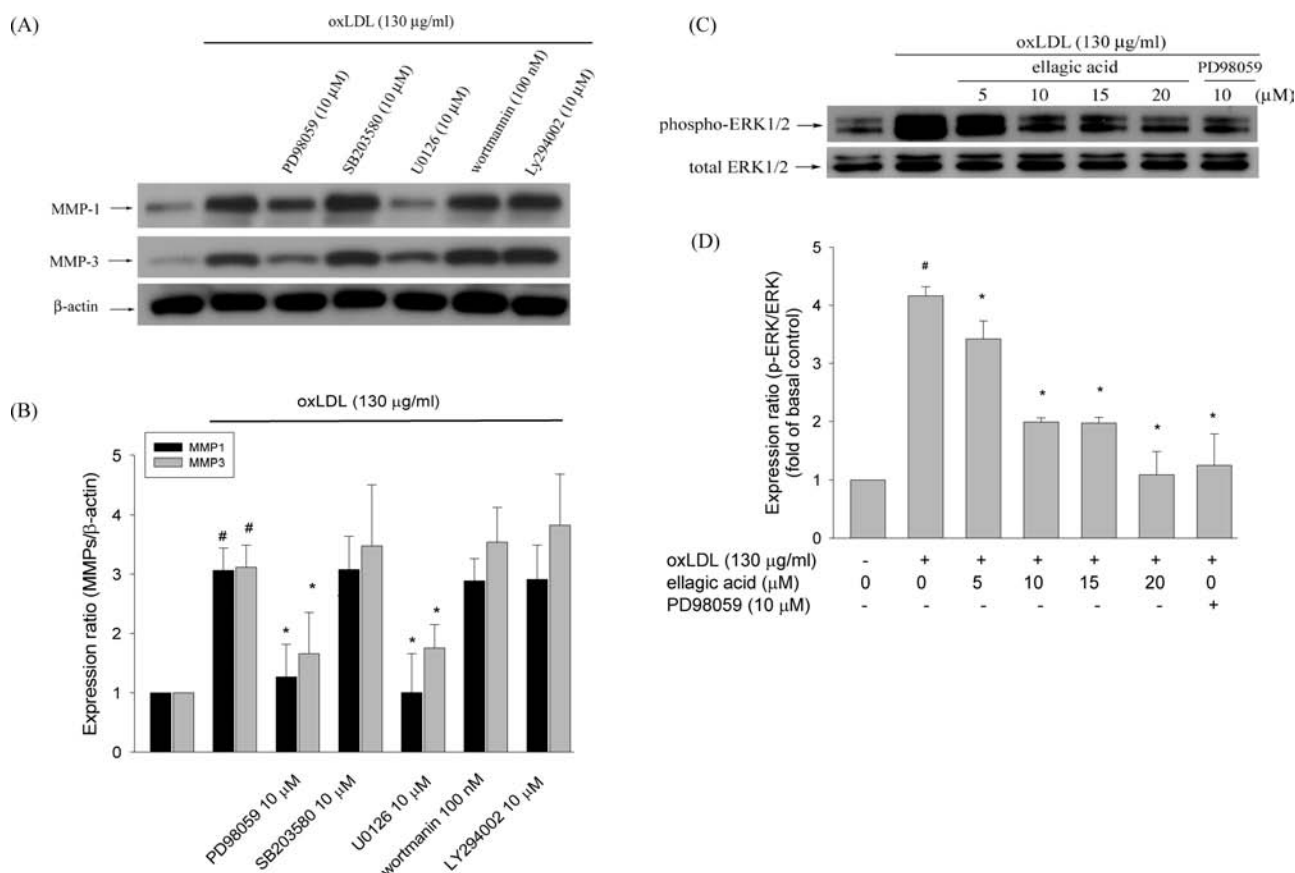 (A)
oxLDL (130 µg/ml)
PD98059 (10 µM)
SB203580 (10 µM)
U0126 (10 µM)
wortmannin (100 nM)
Ly294002 (10 µM)
MMP-1
MMP-3
β-actin
(B)
oxLDL (130 µg/ml)
MMP1
MMP3
Expression ratio (MMPs/β-actin)
5
4
3
2
1
0
# #
* *
* *
PD98059 10 µM
SB203580 10 µM
U0126 10 µM
wortmanin 100 nM
LY294002 10 µM
(C)
oxLDL (130 µg/ml)
ellagic acid PD98059
5 10 15 20 10 (µM)
phospho-ERK1/2
total ERK1/2
(D)
Expression ratio (p-ERK/ERK)
(fold of basal control)
5
4
3
2
1
0
#
* * * * *
oxLDL (130 µg/ml) - + + + + + +
ellagic acid (µM) 0 0 5 10 15 20 0
PD98059 (10 µM) - - - - - - +